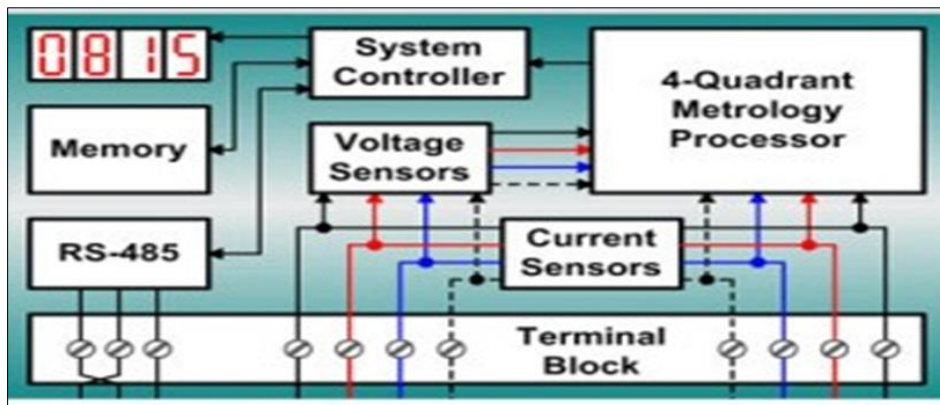 0815
System
Controller
4-Quadrant
Metrology
Processor
Memory
Voltage
Sensors
RS-485
Current
Sensors
Terminal
Block